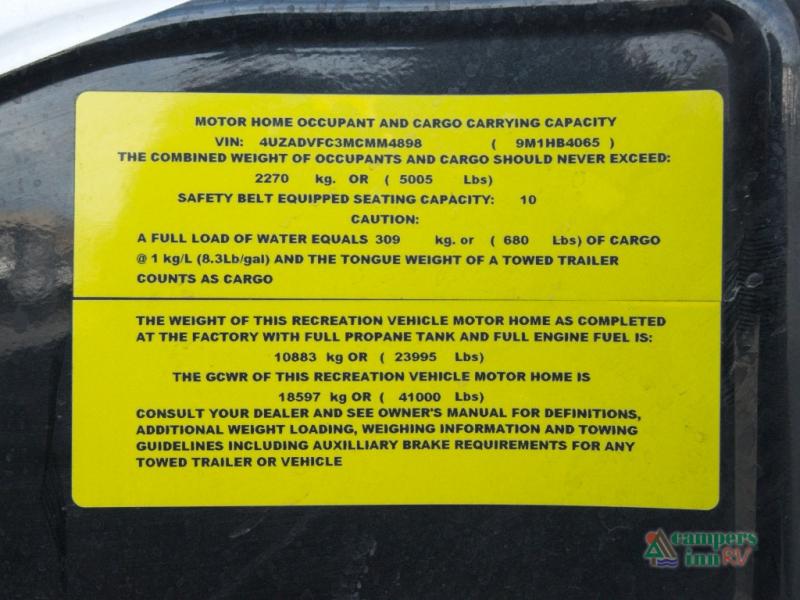 MOTOR HOME OCCUPANT AND CARGO CARRYING CAPACITY
VIN: 4UZADVFC3MCMM4898 ( 9M1HB4065 )
THE COMBINED WEIGHT OF OCCUPANTS AND CARGO SHOULD NEVER EXCEED:
2270 kg. OR ( 5005 Lbs)
SAFETY BELT EQUIPPED SEATING CAPACITY: 10
CAUTION:
A FULL LOAD OF WATER EQUALS 309 kg. or ( 680 Lbs) OF CARGO
@ 1 kg/L (8.3Lb/gal) AND THE TONGUE WEIGHT OF A TOWED TRAILER
COUNTS AS CARGO
THE WEIGHT OF THIS RECREATION VEHICLE MOTOR HOME AS COMPLETED
AT THE FACTORY WITH FULL PROPANE TANK AND FULL ENGINE FUEL IS:
10883 kg OR ( 23995 Lbs)
THE GCWR OF THIS RECREATION VEHICLE MOTOR HOME IS
18597 kg OR ( 41000 Lbs)
CONSULT YOUR DEALER AND SEE OWNER'S MANUAL FOR DEFINITIONS,
ADDITIONAL WEIGHT LOADING, WEIGHING INFORMATION AND TOWING
GUIDELINES INCLUDING AUXILLIARY BRAKE REQUIREMENTS FOR ANY
TOWED TRAILER OR VEHICLE
campers
inn RV